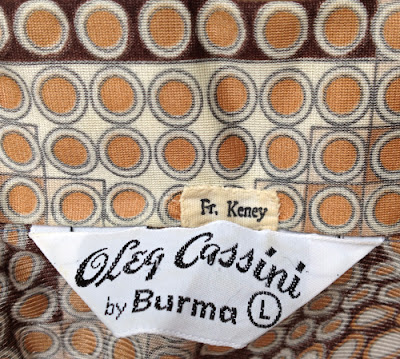 Fr. Keney
Oleg Cassini
by Burma L